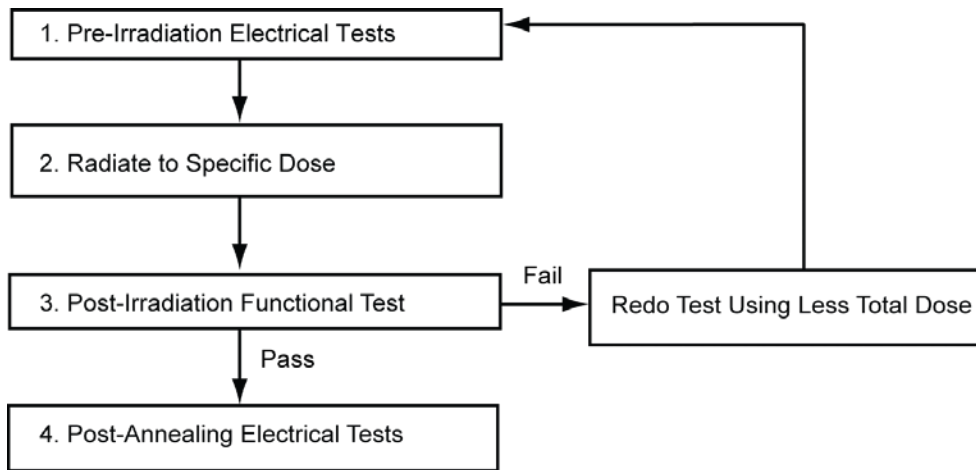 1. Pre-Irradiation Electrical Tests
2. Radiate to Specific Dose
3. Post-Irradiation Functional Test
Fail
Redo Test Using Less Total Dose
Pass
4. Post-Annealing Electrical Tests